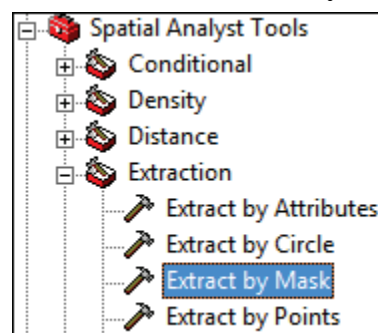 Spatial Analyst Tools
Conditional
Density
Distance
Extraction
Extract by Attributes
Extract by Circle
Extract by Mask
Extract by Points